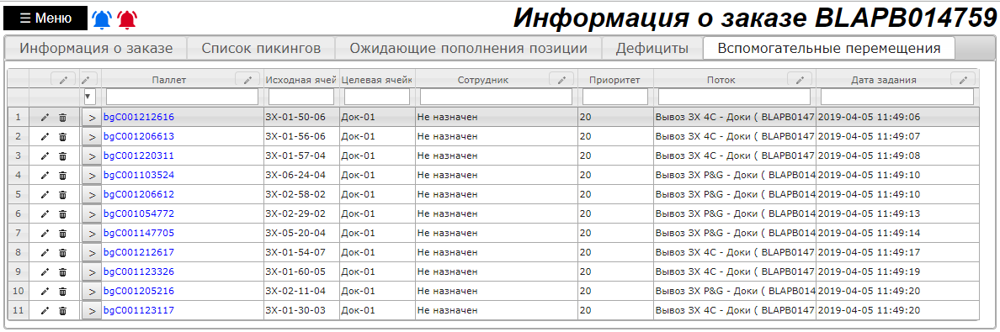 ☰ Меню
Информация о заказе BLAPB014759
Информация о заказе Список пикингов Ожидающие пополнения позиции Дефициты Вспомогательные перемещения
Паллет Исходная ячей Целевая ячейк Сотрудник Приоритет Поток Дата задания
1 > bgC001212616 ЗХ-01-50-06 Док-01 Не назначен 20 Вывоз ЗХ 4С - Доки ( BLAPB0147 2019-04-05 11:49:06
2 > bgC001206613 ЗХ-01-56-06 Док-01 Не назначен 20 Вывоз ЗХ 4С - Доки ( BLAPB0147 2019-04-05 11:49:07
3 > bgC001220311 ЗХ-01-57-04 Док-01 Не назначен 20 Вывоз ЗХ 4С - Доки ( BLAPB0147 2019-04-05 11:49:08
4 > bgC001103524 ЗХ-06-24-04 Док-01 Не назначен 20 Вывоз ЗХ P&G - Доки ( BLAPB014 2019-04-05 11:49:10
5 > bgC001206612 ЗХ-02-58-02 Док-01 Не назначен 20 Вывоз ЗХ P&G - Доки ( BLAPB014 2019-04-05 11:49:10
6 > bgC001054772 ЗХ-02-29-02 Док-01 Не назначен 20 Вывоз ЗХ P&G - Доки ( BLAPB014 2019-04-05 11:49:13
7 > bgC001147705 ЗХ-05-20-04 Док-01 Не назначен 20 Вывоз ЗХ P&G - Доки ( BLAPB014 2019-04-05 11:49:14
8 > bgC001212617 ЗХ-01-54-07 Док-01 Не назначен 20 Вывоз ЗХ 4С - Доки ( BLAPB0147 2019-04-05 11:49:17
9 > bgC001123326 ЗХ-01-60-05 Док-01 Не назначен 20 Вывоз ЗХ 4С - Доки ( BLAPB0147 2019-04-05 11:49:19
10 > bgC001205216 ЗХ-02-11-04 Док-01 Не назначен 20 Вывоз ЗХ P&G - Доки ( BLAPB014 2019-04-05 11:49:20
11 > bgC001123117 ЗХ-01-30-03 Док-01 Не назначен 20 Вывоз ЗХ 4С - Доки ( BLAPB0147 2019-04-05 11:49:20